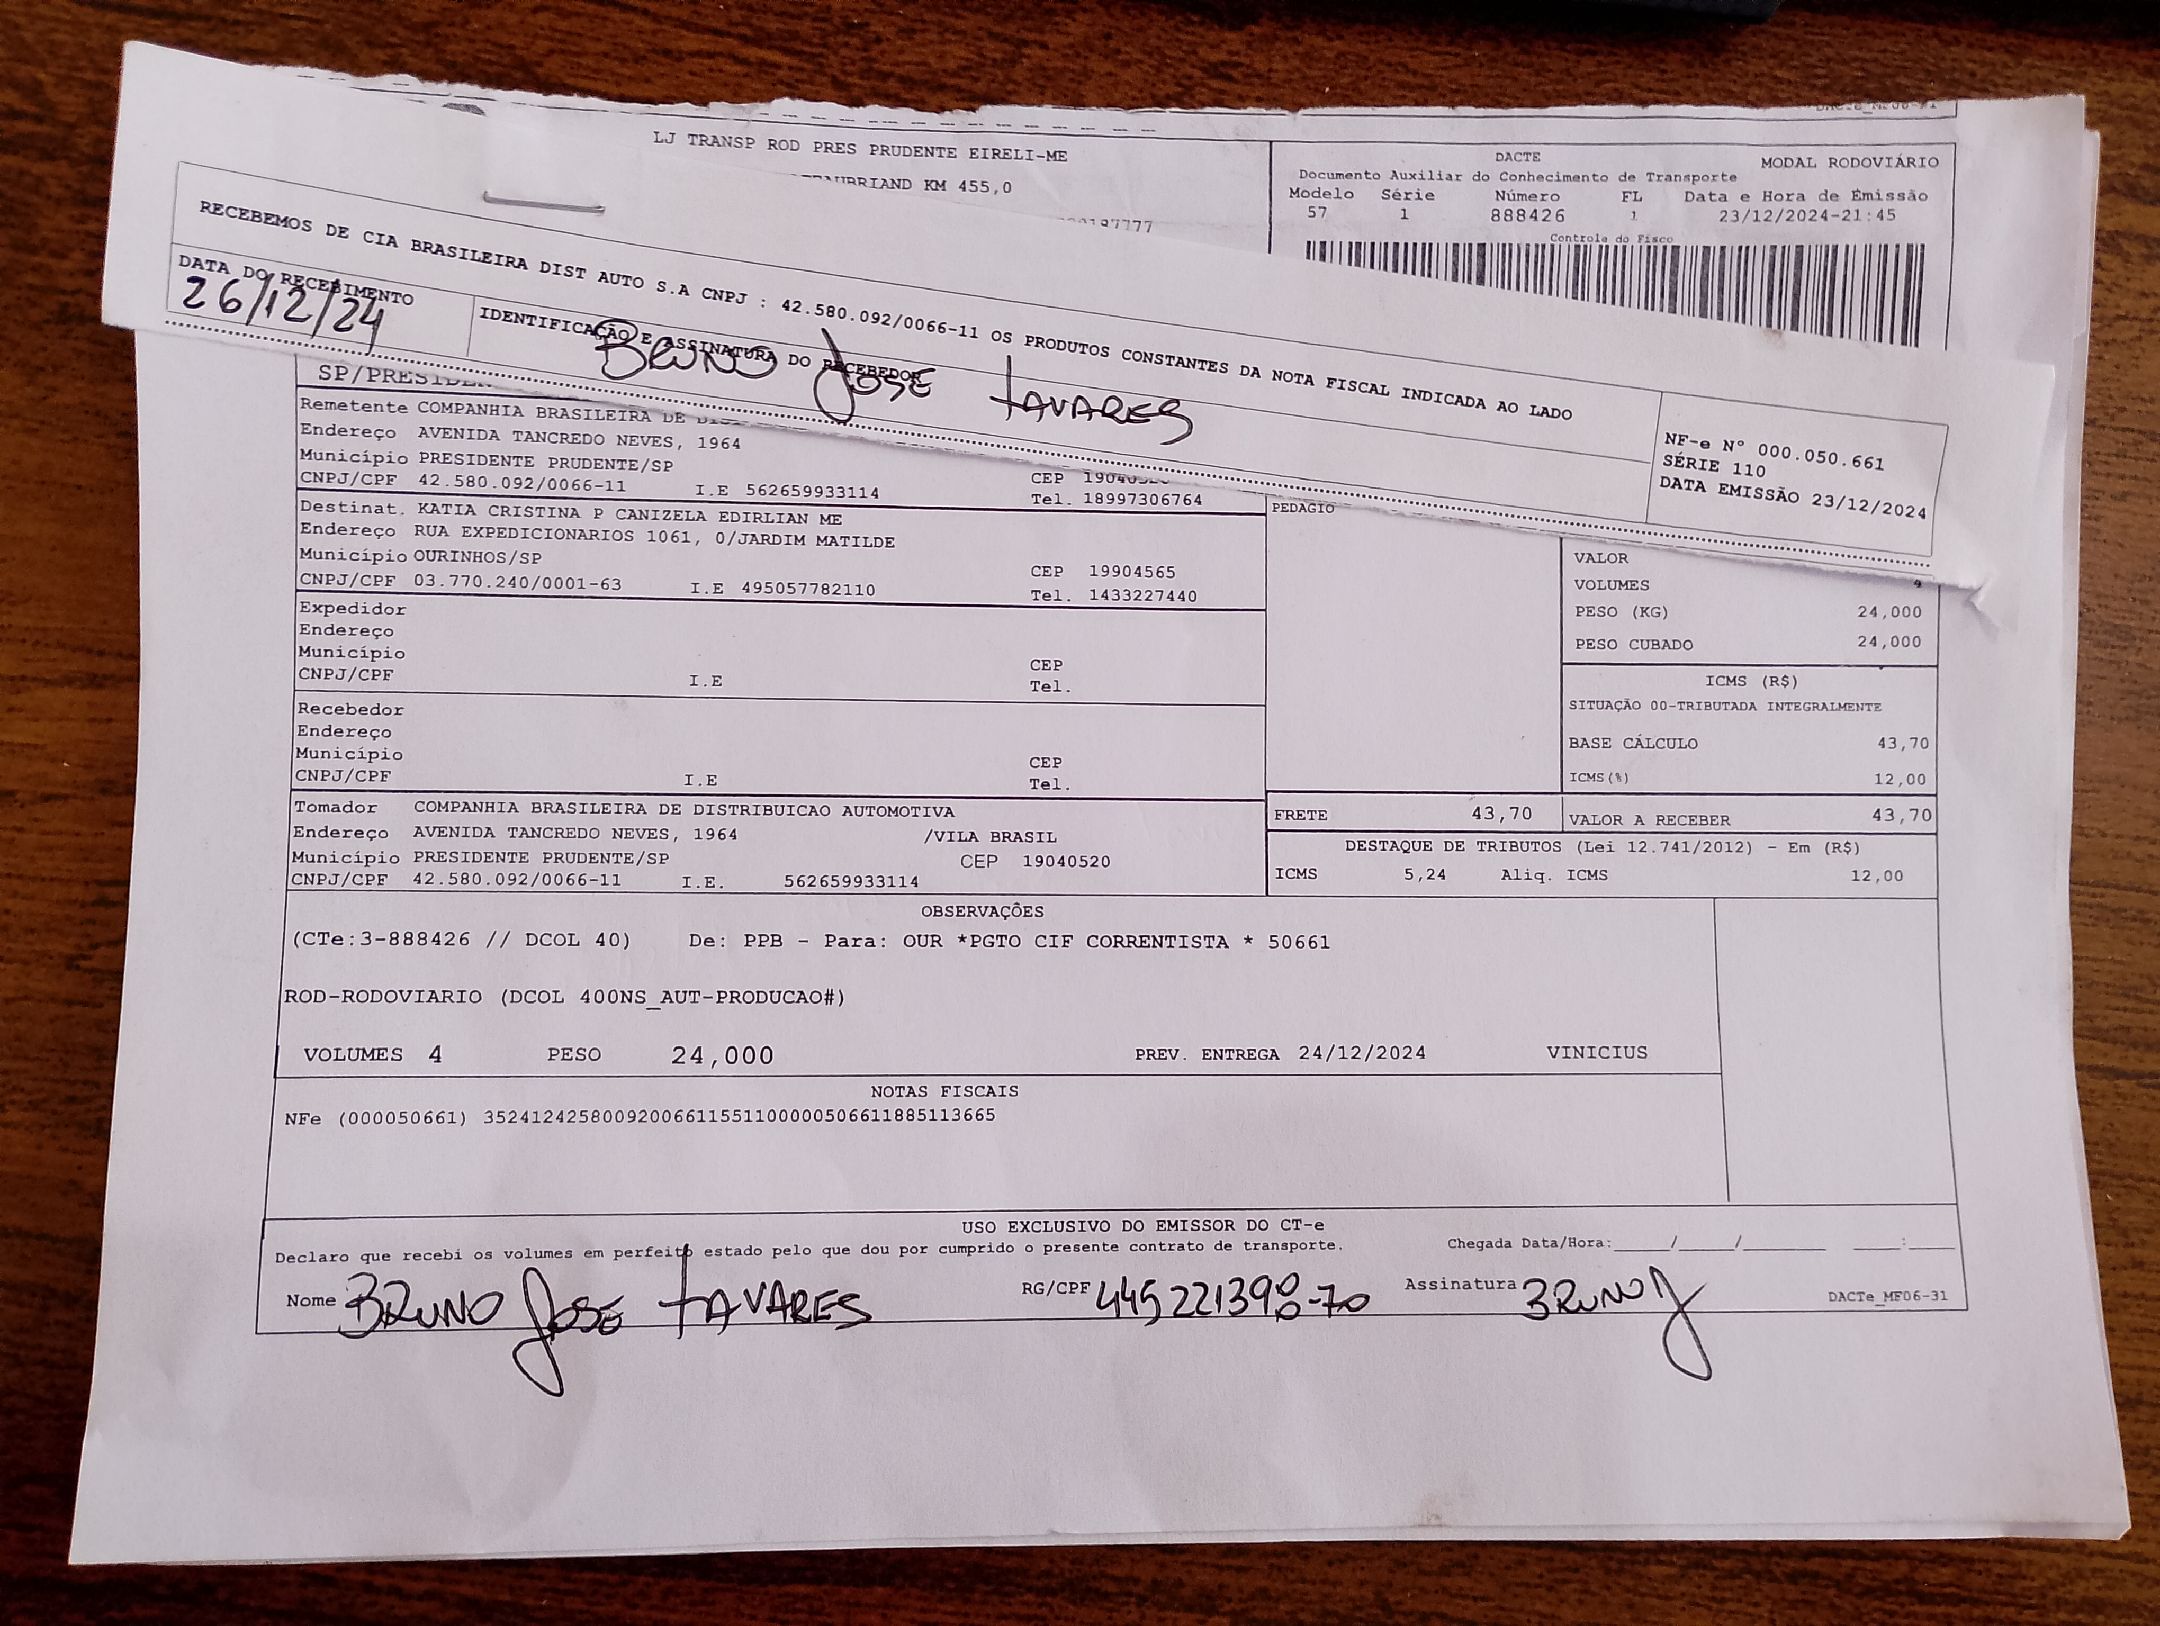 LJ TRANSP ROD PRES PRUDENTE EIRELI-ME
KM 455,0
DACTE
MODAL RODOVIÁRIO
Documento Auxiliar do Conhecimento de Transporte
Modelo Série Número FL Data e Hora de Emissão
57 1 888426 1 23/12/2024-21:45
Controle do Fisco
RECEBEMOS DE CIA BRASILEIRA DIST AUTO S.A CNPJ : 42.580.092/0066-11 OS PRODUTOS CONSTANTES DA NOTA FISCAL INDICADA AO LADO
DATA DO RECEBIMENTO
26/12/24
IDENTIFICAÇÃO E ASSINATURA DO RECEBEDOR
BRUNO JOSE TAVARES
NF-e Nº 000.050.661
SÉRIE 110
DATA EMISSÃO 23/12/2024
Remetente COMPANHIA BRASILEIRA DE
Endereço AVENIDA TANCREDO NEVES, 1964
Município PRESIDENTE PRUDENTE/SP CEP
CNPJ/CPF 42.580.092/0066-11 I.E 562659933114 Tel. 18997306764
Destinat. KATIA CRISTINA P CANIZELA EDIRLIAN ME
Endereço RUA EXPEDICIONARIOS 1061, 0/JARDIM MATILDE
Município OURINHOS/SP CEP 19904565
CNPJ/CPF 03.770.240/0001-63 I.E 495057782110 Tel. 1433227440
Expedidor
Endereço
Município CEP
CNPJ/CPF I.E Tel.
Recebedor
Endereço
Município CEP
CNPJ/CPF I.E Tel.
Tomador COMPANHIA BRASILEIRA DE DISTRIBUICAO AUTOMOTIVA
Endereço AVENIDA TANCREDO NEVES, 1964 /VILA BRASIL
Município PRESIDENTE PRUDENTE/SP CEP 19040520
CNPJ/CPF 42.580.092/0066-11 I.E. 562659933114
PEDAGIO
VALOR
VOLUMES
PESO (KG) 24,000
PESO CUBADO 24,000
ICMS (R$)
SITUAÇÃO 00-TRIBUTADA INTEGRALMENTE
BASE CÁLCULO 43,70
ICMS(%) 12,00
FRETE 43,70 VALOR A RECEBER 43,70
DESTAQUE DE TRIBUTOS (Lei 12.741/2012) - Em (R$)
ICMS 5,24 Aliq. ICMS 12,00
OBSERVAÇÕES
(CTe:3-888426 // DCOL 40) De: PPB - Para: OUR *PGTO CIF CORRENTISTA * 50661
ROD-RODOVIARIO (DCOL 400NS_AUT-PRODUCAO#)
VOLUMES 4 PESO 24,000 PREV. ENTREGA 24/12/2024 VINICIUS
NOTAS FISCAIS
NFe (000050661) 35241242580092006611551100000506611885113665
USO EXCLUSIVO DO EMISSOR DO CT-e
Declaro que recebi os volumes em perfeito estado pelo que dou por cumprido o presente contrato de transporte. Chegada Data/Hora:_____/_____/________ ____:____
Nome BRUNO JOSE TAVARES RG/CPF Assinatura BRUNO J
DACTe_MF06-31